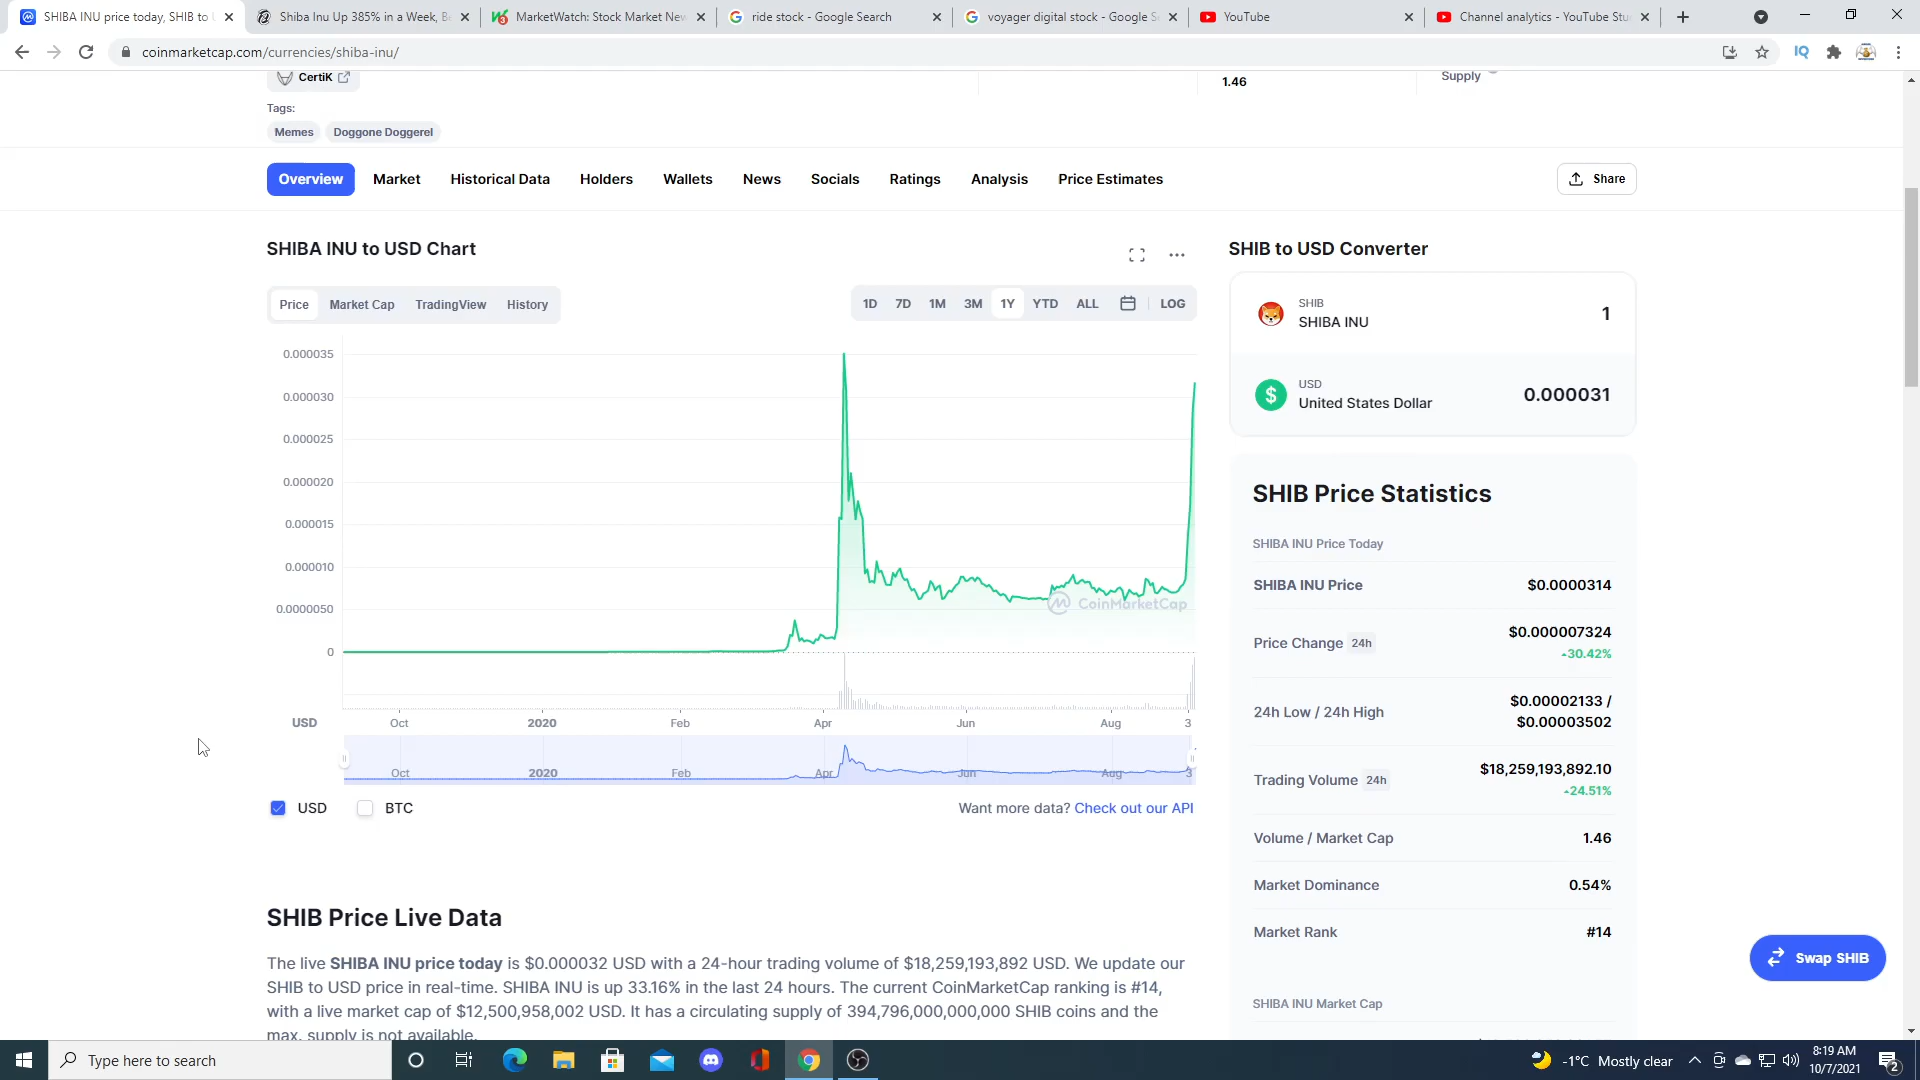 SHIBA INU price today, SHIB to U
Shiba Inu Up 385% in a Week, Be
MarketWatch: Stock Market New
ride stock - Google Search
voyager digital stock - Google Se
YouTube
Channel analytics - YouTube Stu
coinmarketcap.com/currencies/shiba-inu/
IQ
CertiK
1.46
Supply
Tags:
Memes
Doggone Doggerel
Overview
Market
Historical Data
Holders
Wallets
News
Socials
Ratings
Analysis
Price Estimates
Share
SHIBA INU to USD Chart
Price
Market Cap
TradingView
History
1D
7D
1M
3M
1Y
YTD
ALL
LOG
0.000035
0.000030
0.000025
0.000020
0.000015
0.000010
0.0000050
0
CoinMarketCap
USD
Oct
2020
Feb
Apr
Jun
Aug
3
Oct
2020
Feb
Apr
Jun
Aug
3
USD
BTC
Want more data? Check out our API
SHIB to USD Converter
SHIB
SHIBA INU
1
USD
United States Dollar
$
0.000031
SHIB Price Statistics
SHIBA INU Price Today
SHIBA INU Price
$0.0000314
Price Change 24h
$0.000007324
30.42%
24h Low / 24h High
$0.00002133 /
$0.00003502
Trading Volume 24h
$18,259,193,892.10
24.51%
Volume / Market Cap
1.46
Market Dominance
0.54%
Market Rank
#14
SHIBA INU Market Cap
Swap SHIB
SHIB Price Live Data
The live SHIBA INU price today is $0.000032 USD with a 24-hour trading volume of $18,259,193,892 USD. We update our
SHIB to USD price in real-time. SHIBA INU is up 33.16% in the last 24 hours. The current CoinMarketCap ranking is #14,
with a live market cap of $12,500,958,002 USD. It has a circulating supply of 394,796,000,000,000 SHIB coins and the
max. supply is not available.
Type here to search
-1°C Mostly clear
8:19 AM
10/7/2021
2